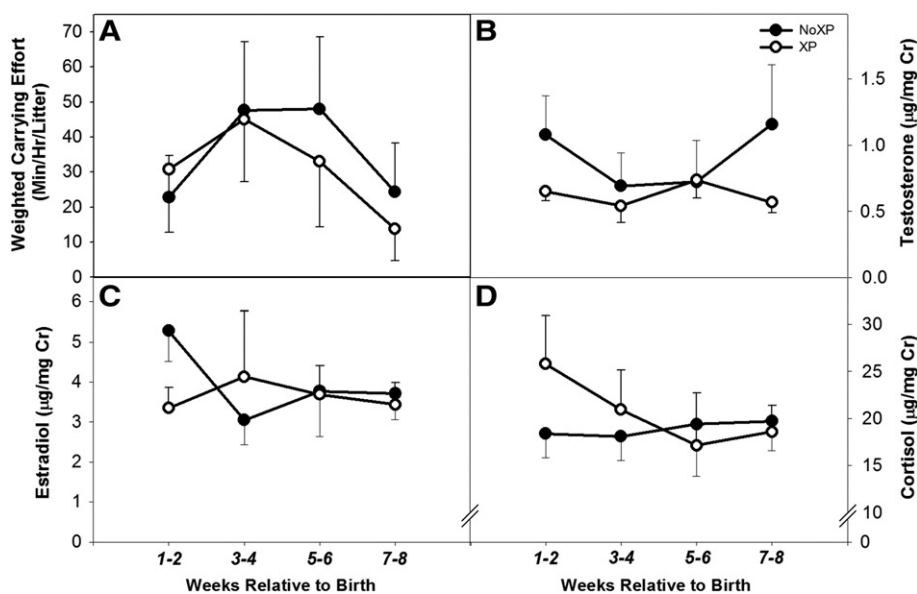 A
Weighted Carrying Effort
(Min/Hr/Litter)
70
60
50
40
30
20
10
0
B
NoXP
XP
1.5
1.0
0.5
0.0
Testosterone (µg/mg Cr)
C
Estradiol (µg/mg Cr)
6
5
4
3
2
1
0
1-2
3-4
5-6
7-8
Weeks Relative to Birth
D
30
25
20
15
10
0
Cortisol (µg/mg Cr)
1-2
3-4
5-6
7-8
Weeks Relative to Birth